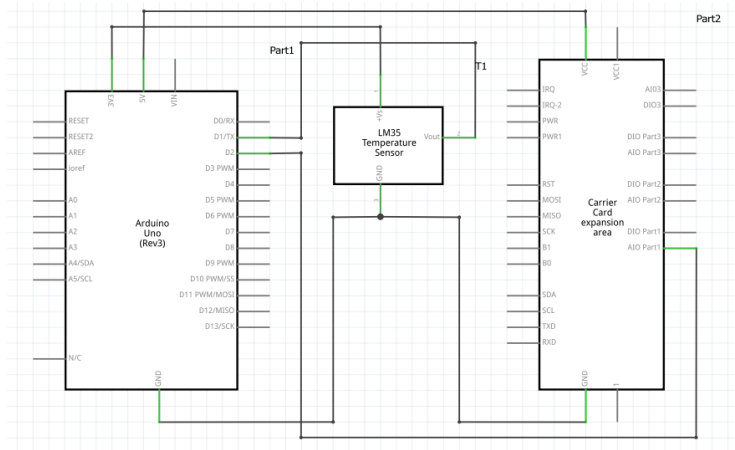 Part2
Part1
T1
3V3
5V
VIN
RESET
RESET2
AREF
ioref
A0
A1
A2
A3
A4/SDA
A5/SCL
N/C
D0/RX
D1/TX
D2
D3 PWM
D4
D5 PWM
D6 PWM
D7
D8
D9 PWM
D10 PWM/SS
D11 PWM/MOSI
D12/MISO
D13/SCK
GND
Arduino
Uno
(Rev3)
1
+Vs
LM35
Temperature
Sensor
Vout
2
GND
3
VCC
VCC1
IRQ
IRQ-2
PWR
PWR1
RST
MOSI
MISO
SCK
B1
B0
SDA
SCL
TXD
RXD
AIO3
DIO3
DIO Part3
AIO Part3
DIO Part2
AIO Part2
DIO Part1
AIO Part1
Carrier
Card
expansion
area
GND
1